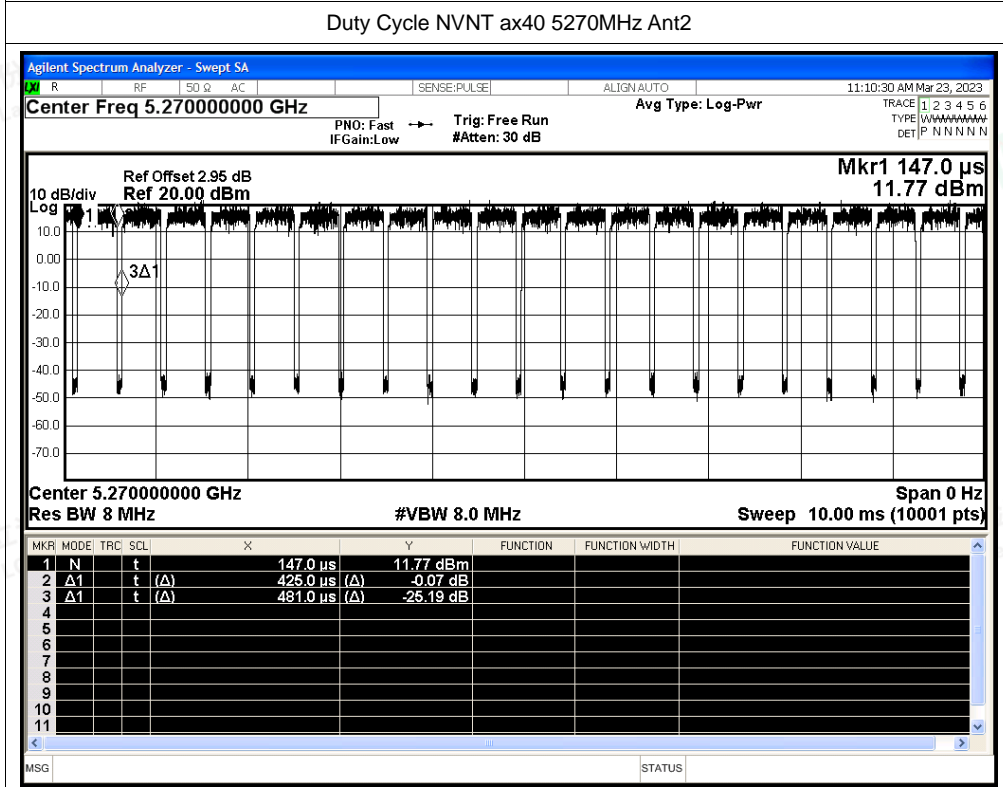 Duty Cycle NVNT ax40 5270MHz Ant2
Agilent Spectrum Analyzer - Swept SA
LXI R RF 50 Ω AC SENSE:PULSE ALIGN AUTO 11:10:30 AM Mar 23, 2023
Center Freq 5.270000000 GHz Avg Type: Log-Pwr TRACE 1 2 3 4 5 6
PNO: Fast Trig: Free Run TYPE W
IFGain:Low #Atten: 30 dB DET P N N N N N
Mkr1 147.0 µs
Ref Offset 2.95 dB
10 dB/div Ref 20.00 dBm 11.77 dBm
Log
1
10.0
0.00
3Δ1
-10.0
-20.0
-30.0
-40.0
-50.0
-60.0
-70.0
Center 5.270000000 GHz Span 0 Hz
Res BW 8 MHz #VBW 8.0 MHz Sweep 10.00 ms (10001 pts)
MKR MODE TRC SCL X Y FUNCTION FUNCTION WIDTH FUNCTION VALUE
1 N t 147.0 µs 11.77 dBm
2 Δ1 t (Δ) 425.0 µs (Δ) -0.07 dB
3 Δ1 t (Δ) 481.0 µs (Δ) -25.19 dB
4
5
6
7
8
9
10
11
MSG STATUS